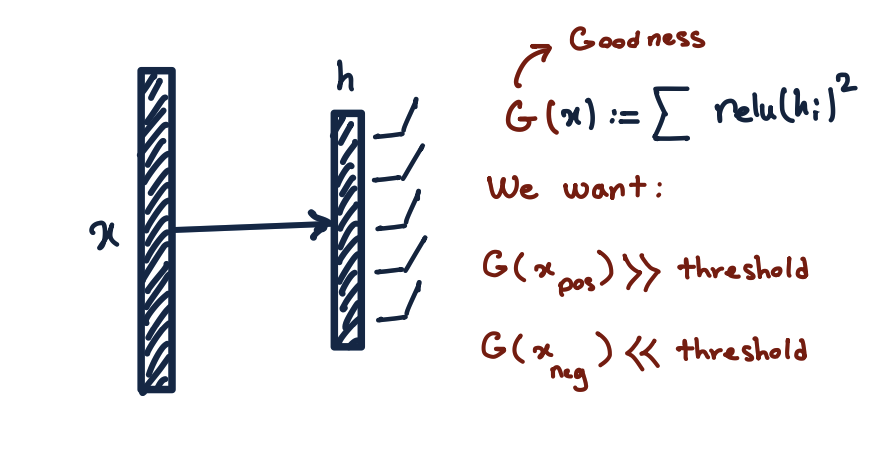 Goodness
h
G(x) := ∑ relu(hᵢ)²
We want:
x
G(x_pos) >> threshold
G(x_neg) << threshold